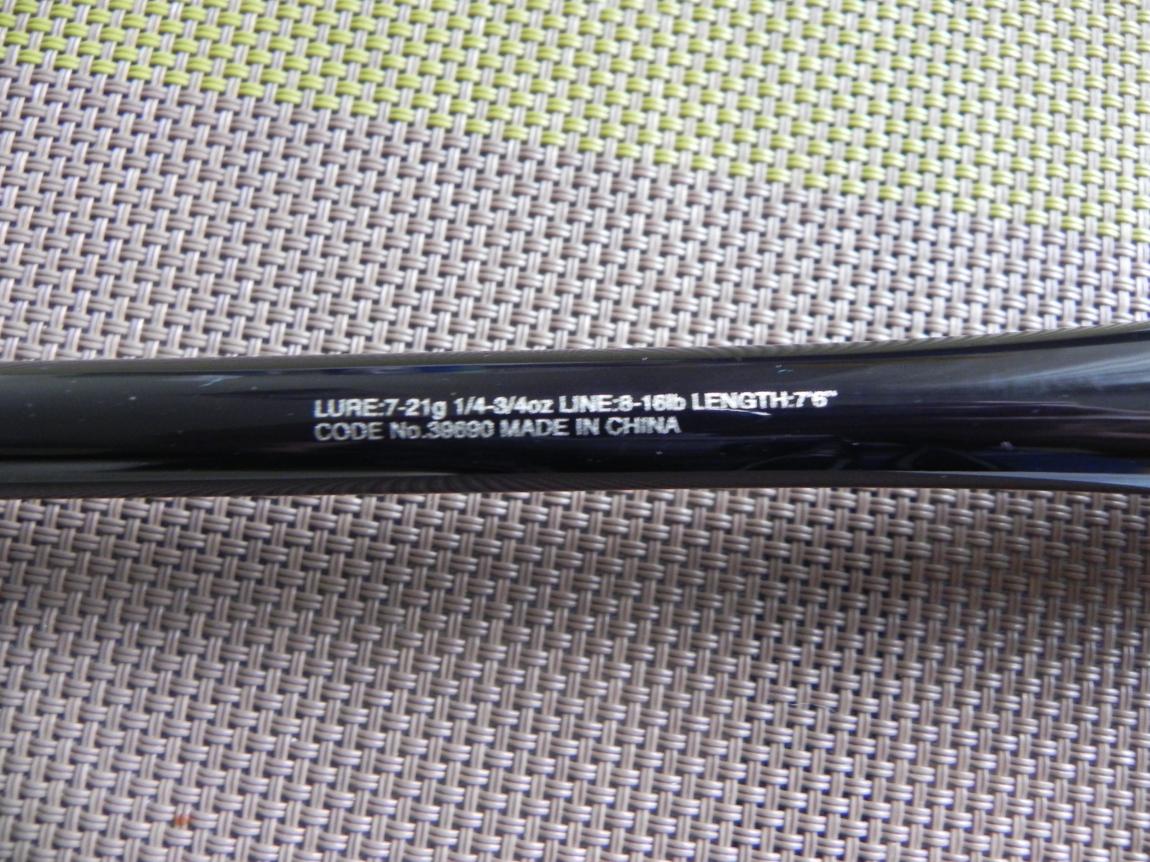 LURE:7-21g 1/4-3/4oz LINE:8-16lb LENGTH:7'6"
CODE No.39690 MADE IN CHINA